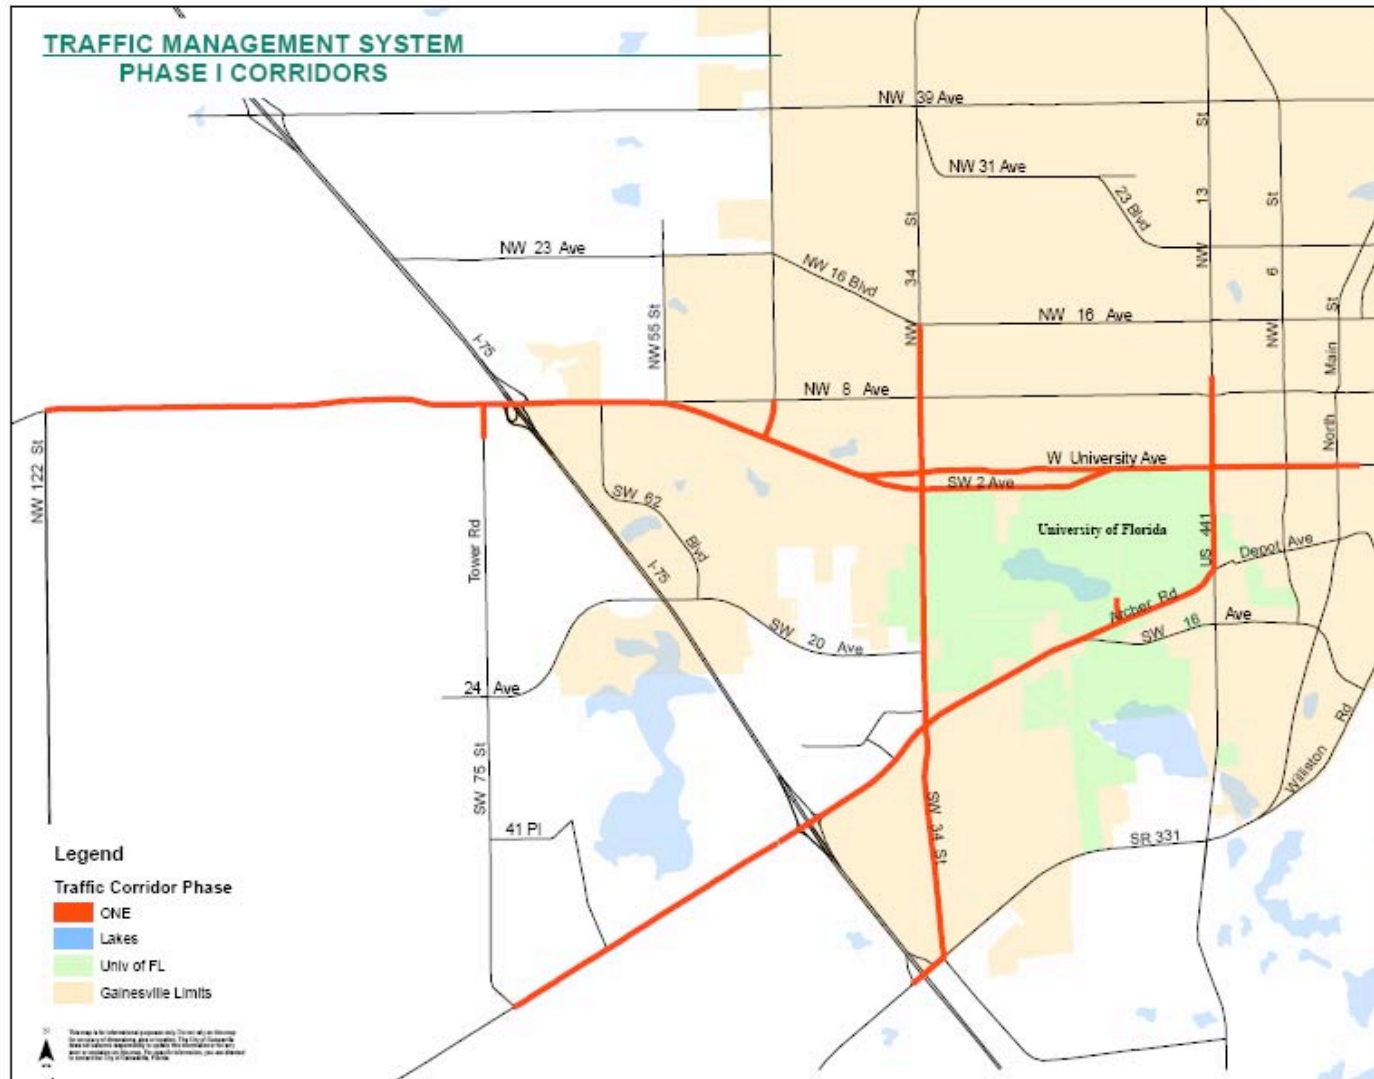 TRAFFIC MANAGEMENT SYSTEM
PHASE I CORRIDORS
NW 39 Ave
NW 31 Ave
23 Blvd
NW 13 St
NW 6 St
NW 34 St
NW 23 Ave
NW 16 Blvd
NW 55 St
NW 16 Ave
North Main St
I-75
NW 8 Ave
NW 122 St
W University Ave
SW 2 Ave
SW 62 Blvd
Tower Rd
I-75
University of Florida
US 441
Depot Ave
Archer Rd
SW 16 Ave
SW 20 Ave
24 Ave
SW 75 St
Williston Rd
SW 34 St
41 Pl
SR 331
Legend
Traffic Corridor Phase
ONE
Lakes
Univ of FL
Gainesville Limits